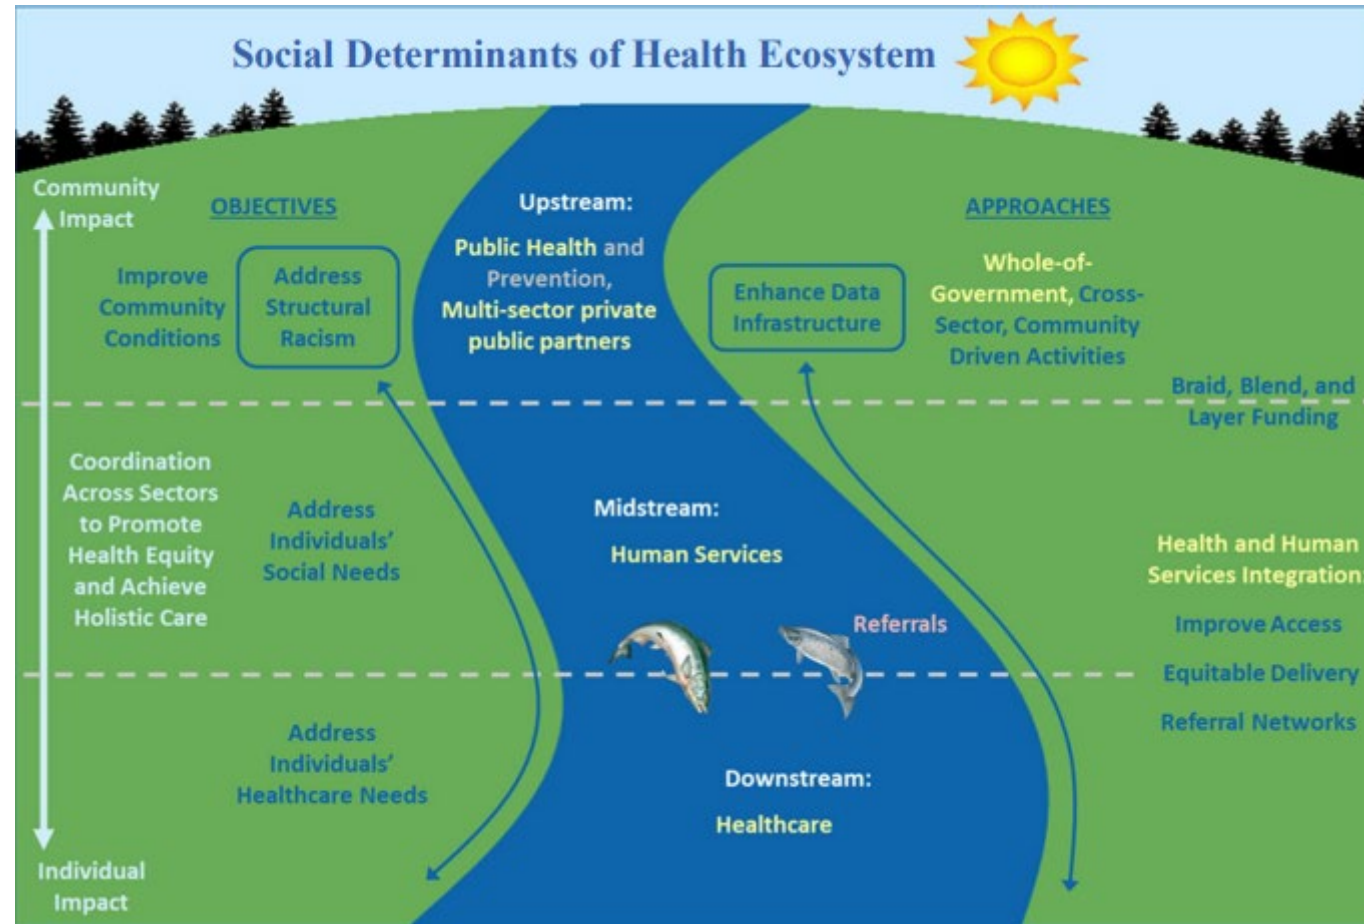 Social Determinants of Health Ecosystem
Community
Impact
OBJECTIVES
Improve
Community
Conditions
Address
Structural
Racism
Upstream:
Public Health and
Prevention,
Multi-sector private
public partners
APPROACHES
Enhance Data
Infrastructure
Whole-of-
Government, Cross-
Sector, Community
Driven Activities
Braid, Blend, and
Layer Funding
Coordination
Across Sectors
to Promote
Health Equity
and Achieve
Holistic Care
Address
Individuals'
Social Needs
Midstream:
Human Services
Referrals
Health and Human
Services Integration:
Improve Access
Equitable Delivery
Referral Networks
Address
Individuals'
Healthcare Needs
Downstream:
Healthcare
Individual
Impact